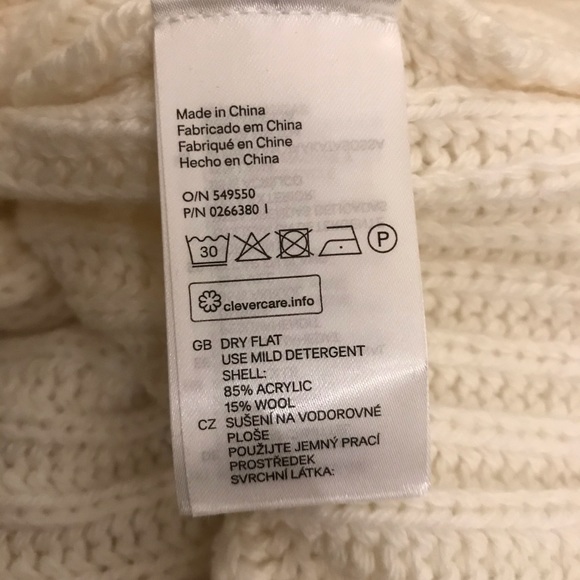 Made in China
Fabricado em China
Fabriqué en Chine
Hecho en China
O/N 549550
P/N 0266380 1
30 P
clevercare.info
GB DRY FLAT
USE MILD DETERGENT
SHELL:
85% ACRYLIC
15% WOOL
CZ SUŠENÍ NA VODOROVNÉ
PLOŠE
POUŽIJTE JEMNÝ PRACÍ
PROSTŘEDEK
SVRCHNÍ LÁTKA: